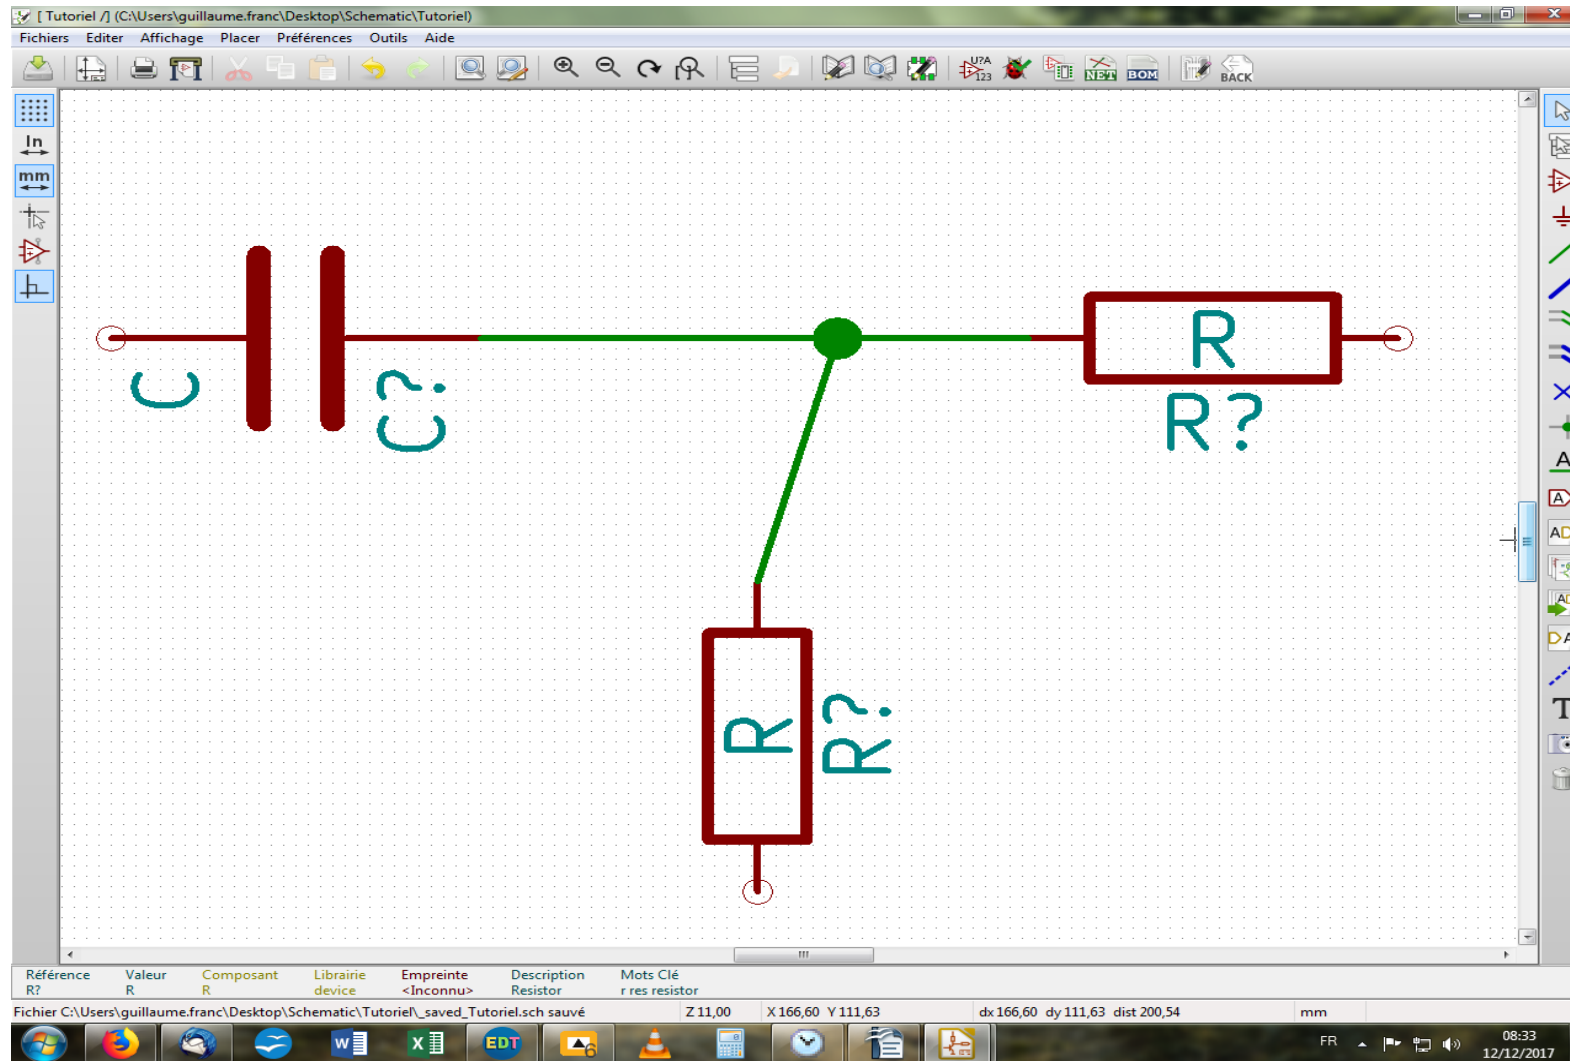 [ Tutoriel /] (C:\Users\guillaume.franc\Desktop\Schematic\Tutoriel)
Fichiers Editer Affichage Placer Préférences Outils Aide
U?A
123
NET
BOM
BACK
In
mm
C
C?
R
R?
R
R?
A
A
AD
T
Référence Valeur Composant Librairie Empreinte Description Mots Clé
R? R R device <Inconnu> Resistor r res resistor
Fichier C:\Users\guillaume.franc\Desktop\Schematic\Tutoriel\_saved_Tutoriel.sch sauvé Z 11,00 X 166,60 Y 111,63 dx 166,60 dy 111,63 dist 200,54 mm
W X EDT 6 FR 08:33
12/12/2017